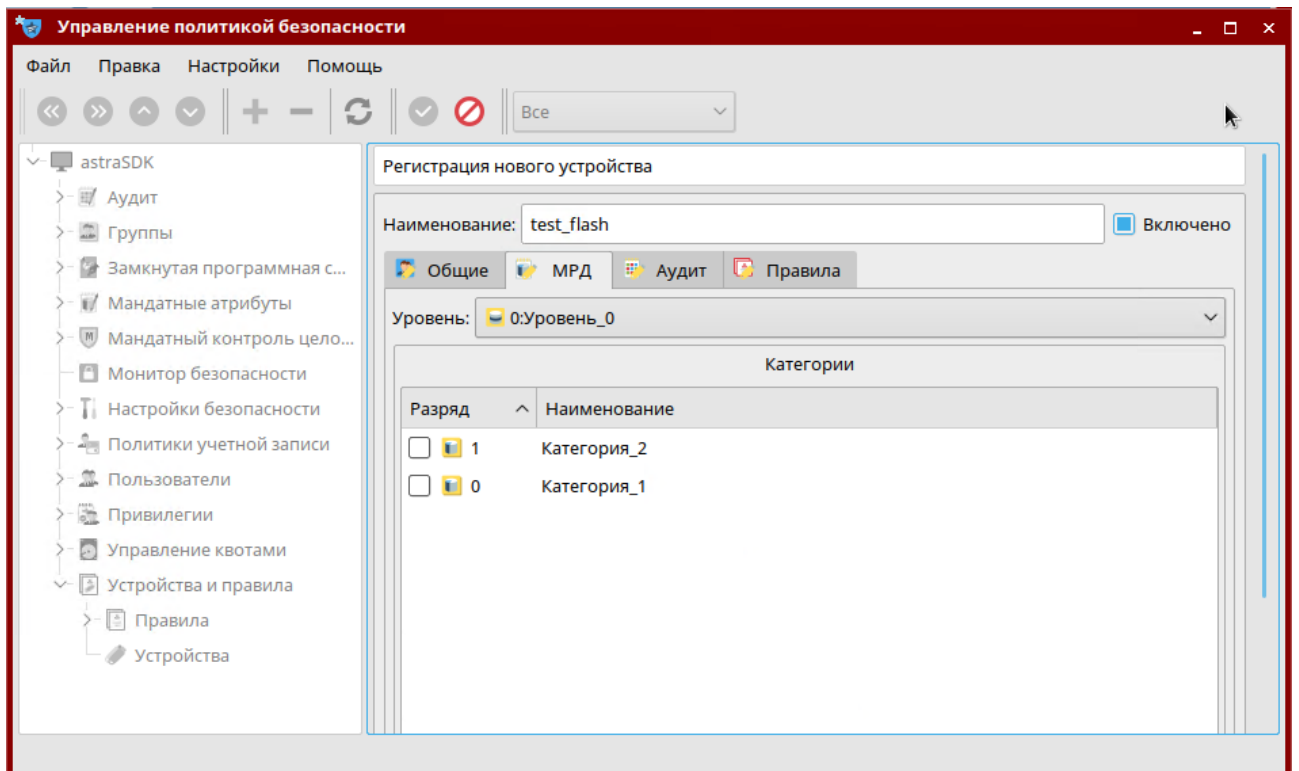 Управление политикой безопасности
Файл Правка Настройки Помощь
Все
astraSDK
Аудит
Группы
Замкнутая программная с...
Мандатные атрибуты
Мандатный контроль цело...
Монитор безопасности
Настройки безопасности
Политики учетной записи
Пользователи
Привилегии
Управление квотами
Устройства и правила
Правила
Устройства
Регистрация нового устройства
Наименование: test_flash Включено
Общие МРД Аудит Правила
Уровень: 0:Уровень_0
Категории
Разряд Наименование
1 Категория_2
0 Категория_1